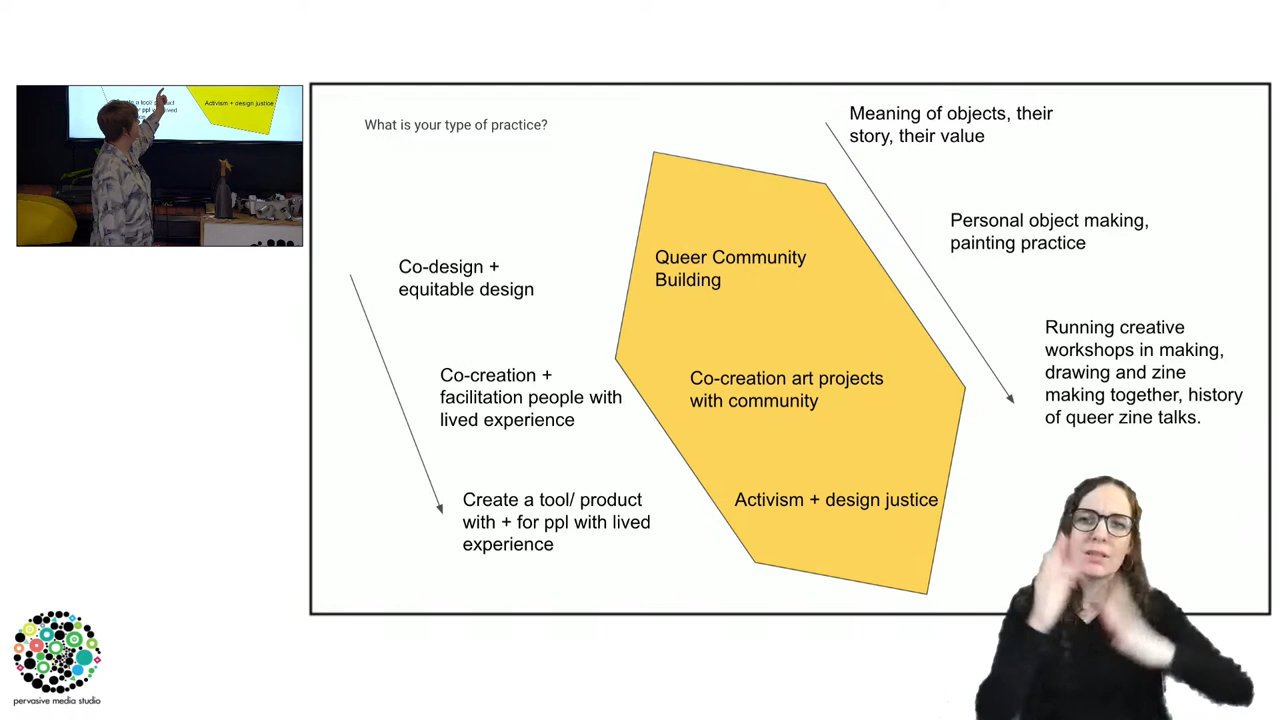 What is your type of practice?
Meaning of objects, their
story, their value
Personal object making,
painting practice
Running creative
workshops in making,
drawing and zine
making together, history
of queer zine talks.
Queer Community
Building
Co-creation art projects
with community
Activism + design justice
Co-design +
equitable design
Co-creation +
facilitation people with
lived experience
Create a tool/ product
with + for ppl with lived
experience
Activism + design justice
pervasive media studio